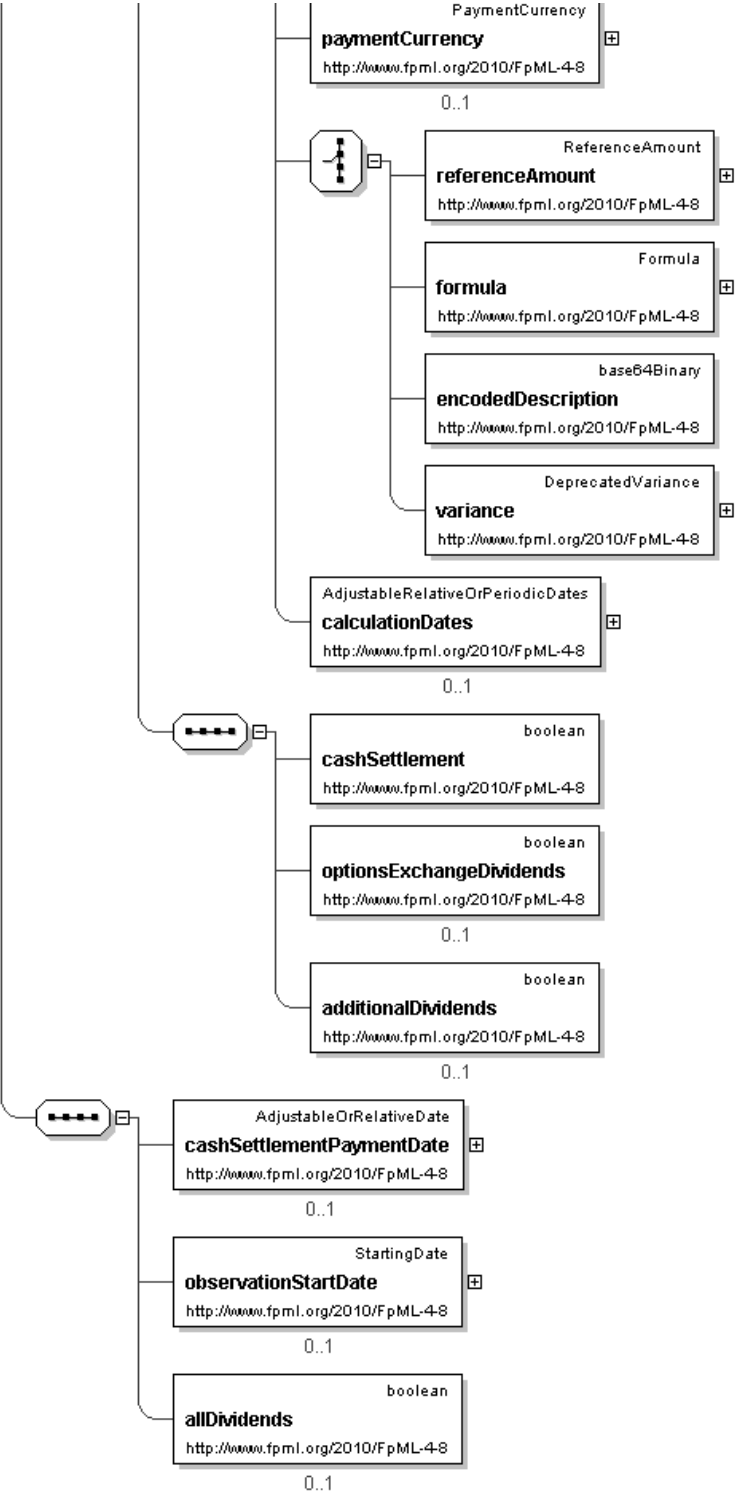 PaymentCurrency
paymentCurrency
http://www.fpml.org/2010/FpML-4-8
0..1
ReferenceAmount
referenceAmount
http://www.fpml.org/2010/FpML-4-8
Formula
formula
http://www.fpml.org/2010/FpML-4-8
base64Binary
encodedDescription
http://www.fpml.org/2010/FpML-4-8
DeprecatedVariance
variance
http://www.fpml.org/2010/FpML-4-8
AdjustableRelativeOrPeriodicDates
calculationDates
http://www.fpml.org/2010/FpML-4-8
0..1
boolean
cashSettlement
http://www.fpml.org/2010/FpML-4-8
boolean
optionsExchangeDividends
http://www.fpml.org/2010/FpML-4-8
0..1
boolean
additionalDividends
http://www.fpml.org/2010/FpML-4-8
0..1
AdjustableOrRelativeDate
cashSettlementPaymentDate
http://www.fpml.org/2010/FpML-4-8
0..1
StartingDate
observationStartDate
http://www.fpml.org/2010/FpML-4-8
0..1
boolean
allDividends
http://www.fpml.org/2010/FpML-4-8
0..1